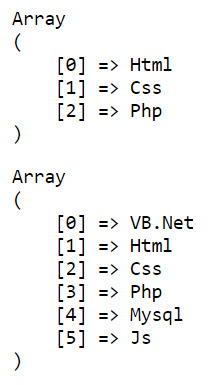 Array
(
    [0] => Html
    [1] => Css
    [2] => Php
)
Array
(
    [0] => VB.Net
    [1] => Html
    [2] => Css
    [3] => Php
    [4] => Mysql
    [5] => Js
)